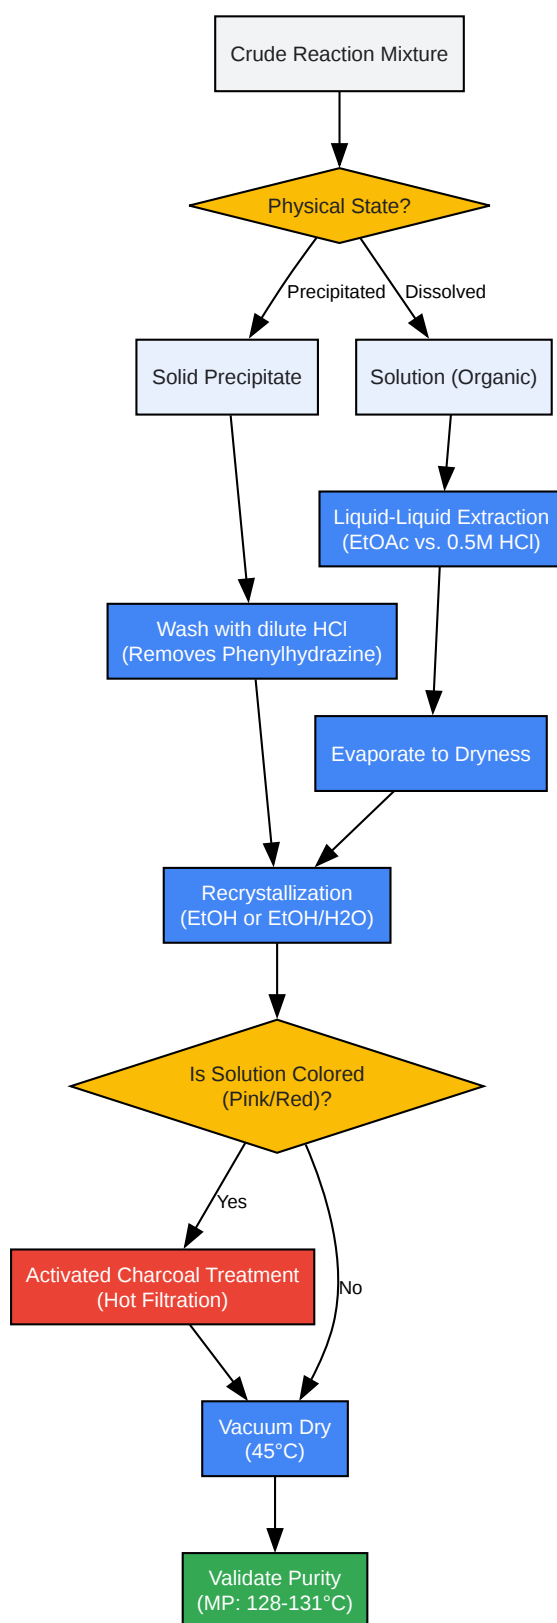 Crude Reaction Mixture
Physical State?
Precipitated
Dissolved
Solid Precipitate
Solution (Organic)
Liquid-Liquid Extraction
(EtOAc vs. 0.5M HCl)
Wash with dilute HCl
(Removes Phenylhydrazine)
Evaporate to Dryness
Recrystallization
(EtOH or EtOH/H2O)
Is Solution Colored
(Pink/Red)?
Yes
No
Activated Charcoal Treatment
(Hot Filtration)
Vacuum Dry
(45°C)
Validate Purity
(MP: 128-131°C)